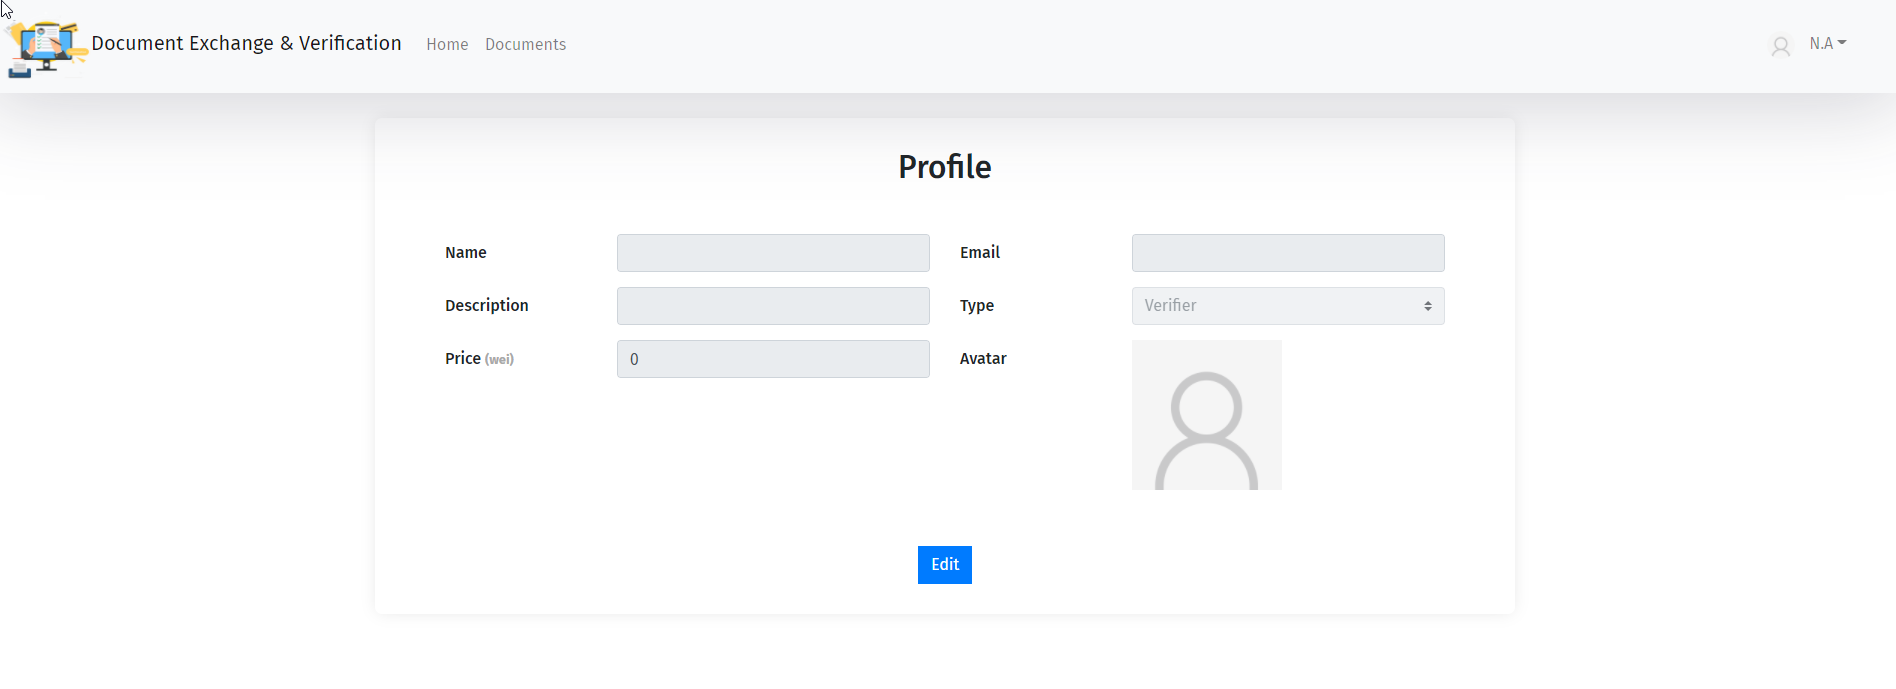 Document Exchange & Verification Home Documents N.A
Profile
Name Email
Description Type Verifier
Price (wei) 0 Avatar
Edit